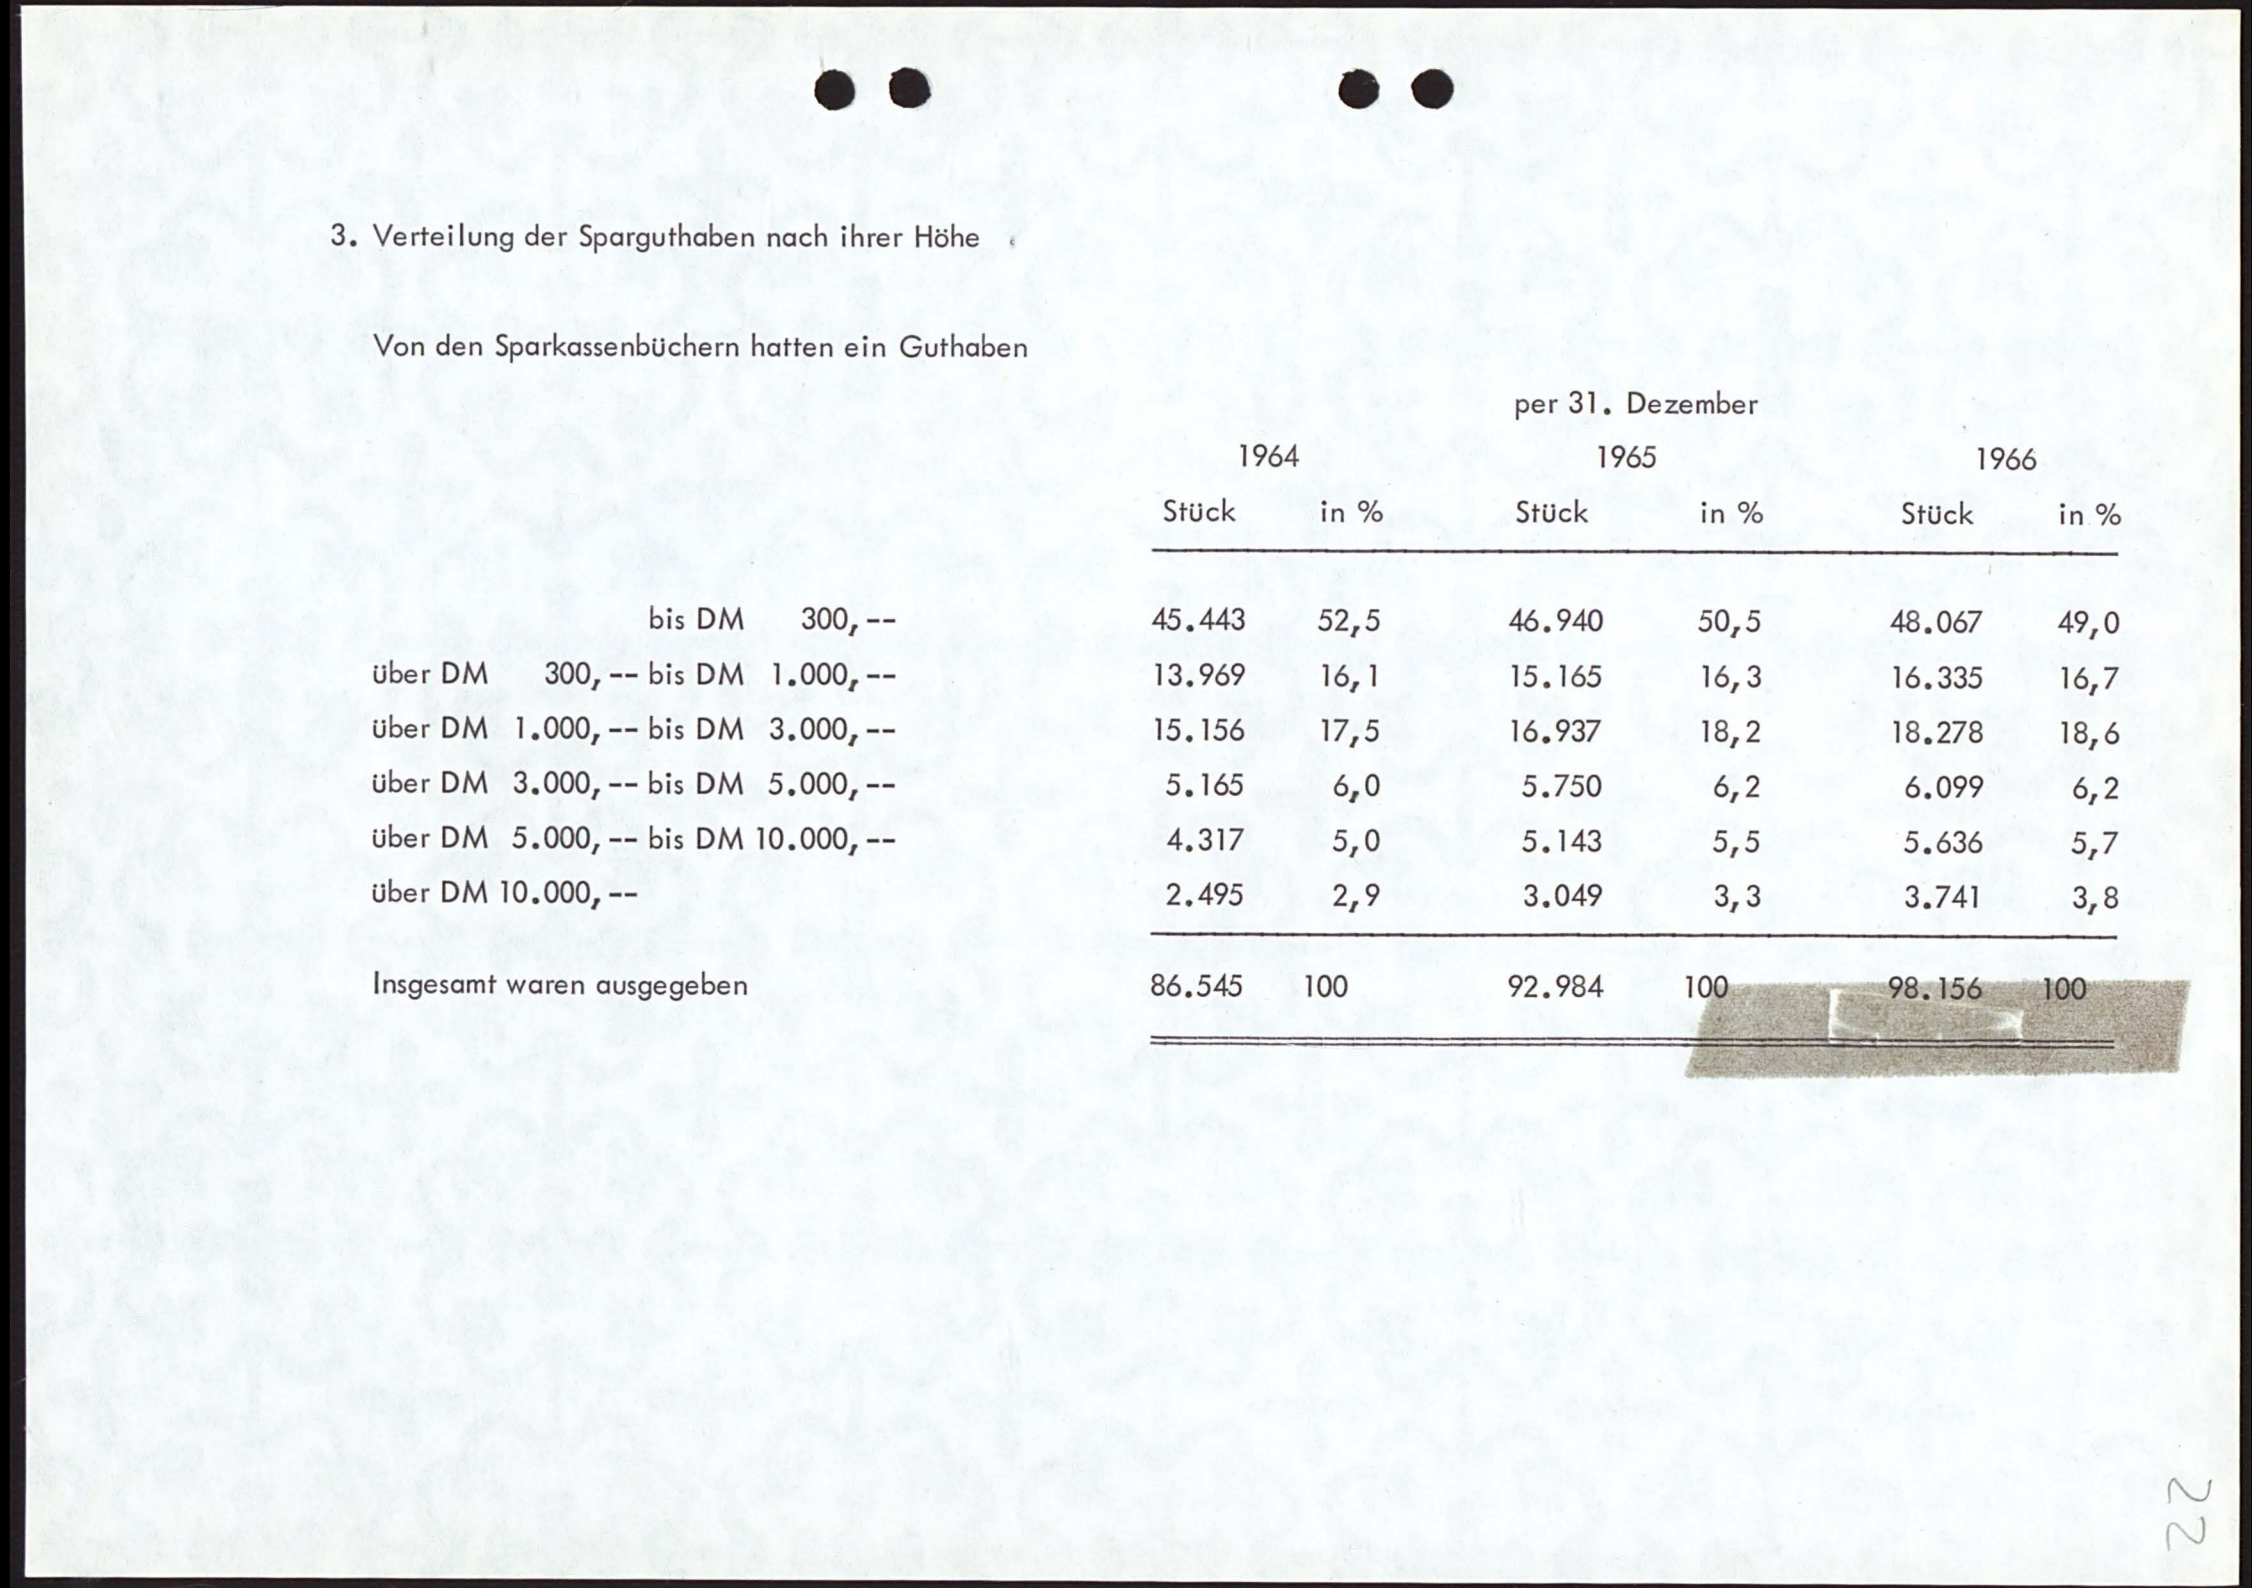 3. Verteilung der Sparguthaben nach ihrer Höhe
Von den Sparkassenbüchern hatten ein Guthaben
per 31. Dezember
1964 1965 1966
Stück in % Stück in % Stück in %
bis DM 300,-- 45.443 52,5 46.940 50,5 48.067 49,0
über DM 300,-- bis DM 1.000,-- 13.969 16,1 15.165 16,3 16.335 16,7
über DM 1.000,-- bis DM 3.000,-- 15.156 17,5 16.937 18,2 18.278 18,6
über DM 3.000,-- bis DM 5.000,-- 5.165 6,0 5.750 6,2 6.099 6,2
über DM 5.000,-- bis DM 10.000,-- 4.317 5,0 5.143 5,5 5.636 5,7
über DM 10.000,-- 2.495 2,9 3.049 3,3 3.741 3,8
Insgesamt waren ausgegeben 86.545 100 92.984 100 98.156 100
22